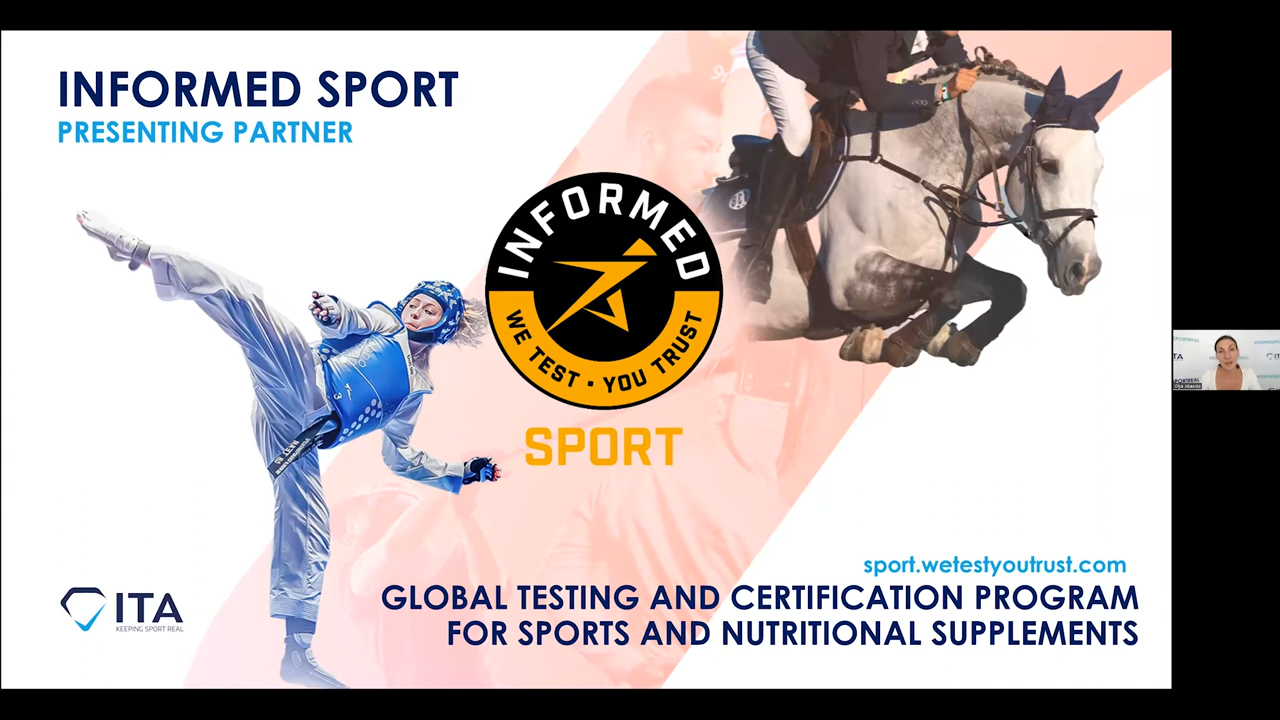 INFORMED SPORT
PRESENTING PARTNER
INFORMED
WE TEST · YOU TRUST
SPORT
sport.wetestyoutrust.com
GLOBAL TESTING AND CERTIFICATION PROGRAM
FOR SPORTS AND NUTRITIONAL SUPPLEMENTS
ITA
KEEPING SPORT REAL
ITA